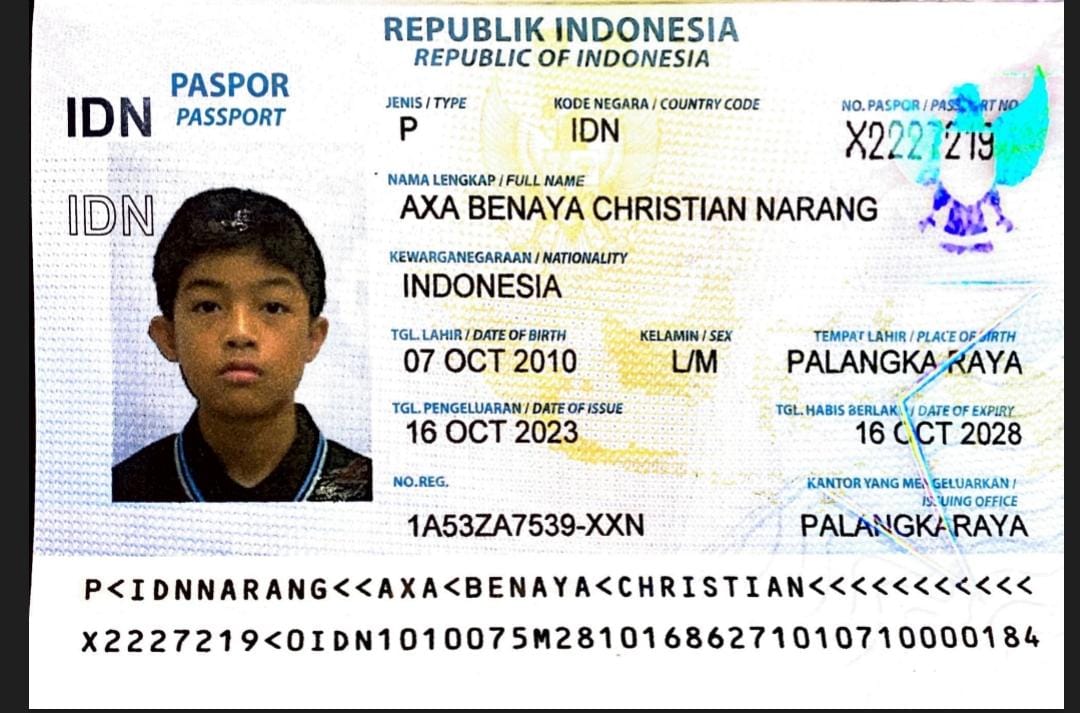 REPUBLIK INDONESIA
REPUBLIC OF INDONESIA
PASPOR
PASSPORT
IDN
IDN
JENIS / TYPE
P
KODE NEGARA / COUNTRY CODE
IDN
NO. PASPOR / PASSPORT NO.
X2227219
NAMA LENGKAP / FULL NAME
AXA BENAYA CHRISTIAN NARANG
KEWARGANEGARAAN / NATIONALITY
INDONESIA
TGL. LAHIR / DATE OF BIRTH
07 OCT 2010
KELAMIN / SEX
L/M
TEMPAT LAHIR / PLACE OF BIRTH
PALANGKA RAYA
TGL. PENGELUARAN / DATE OF ISSUE
16 OCT 2023
TGL. HABIS BERLAKU / DATE OF EXPIRY
16 OCT 2028
NO.REG.
1A53ZA7539-XXN
KANTOR YANG MENGELUARKAN /
ISSUING OFFICE
PALANGKARAYA
P<IDNNARANG<<AXA<BENAYA<CHRISTIAN<<<<<<<<<<<
X2227219<0IDN1010075M28101686271010710000184